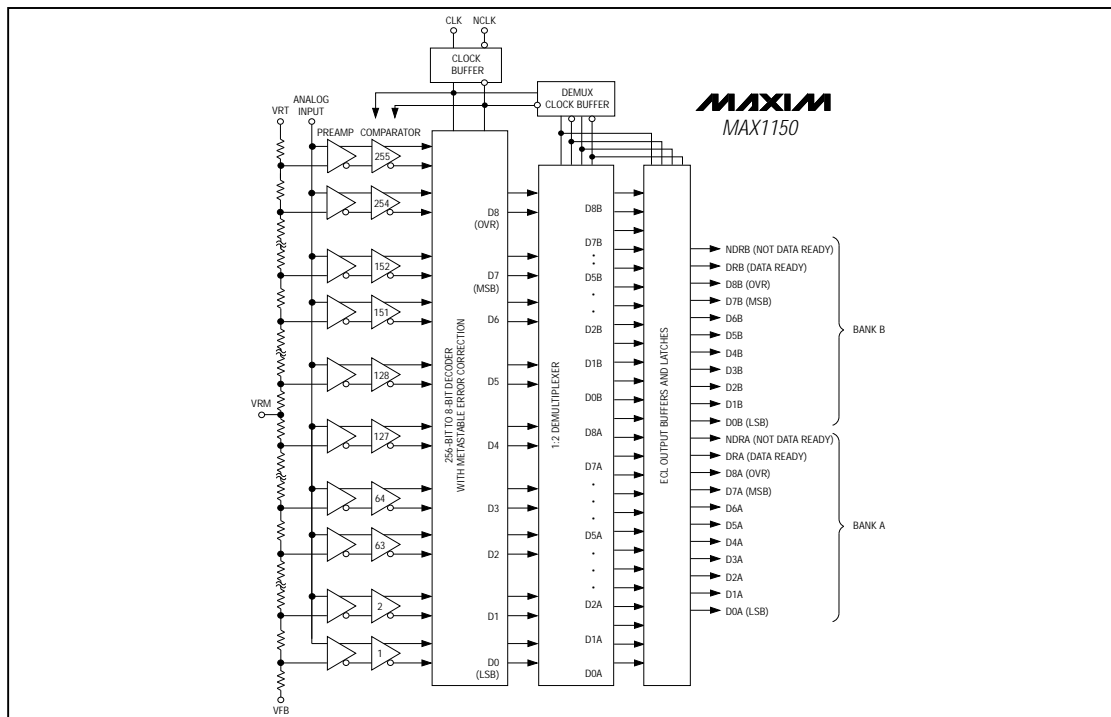 CLK
NCLK
CLOCK
BUFFER
DEMUX
CLOCK BUFFER
MAXIM
MAX1150
ANALOG
INPUT
VRT
PREAMP
COMPARATOR
255
254
152
151
128
127
64
63
2
1
VRM
VFB
256-BIT TO 8-BIT DECODER
WITH METASTABLE ERROR CORRECTION
D8
(OVR)
D7
(MSB)
D6
D5
D4
D3
D2
D1
D0
(LSB)
1:2 DEMULTIPLEXER
D8B
D7B
D5B
D2B
D1B
D0B
D8A
D7A
D5A
D2A
D1A
D0A
ECL OUTPUT BUFFERS AND LATCHES
NDRB (NOT DATA READY)
DRB (DATA READY)
D8B (OVR)
D7B (MSB)
D6B
D5B
D4B
D3B
D2B
D1B
D0B (LSB)
BANK B
NDRA (NOT DATA READY)
DRA (DATA READY)
D8A (OVR)
D7A (MSB)
D6A
D5A
D4A
D3A
D2A
D1A
D0A (LSB)
BANK A